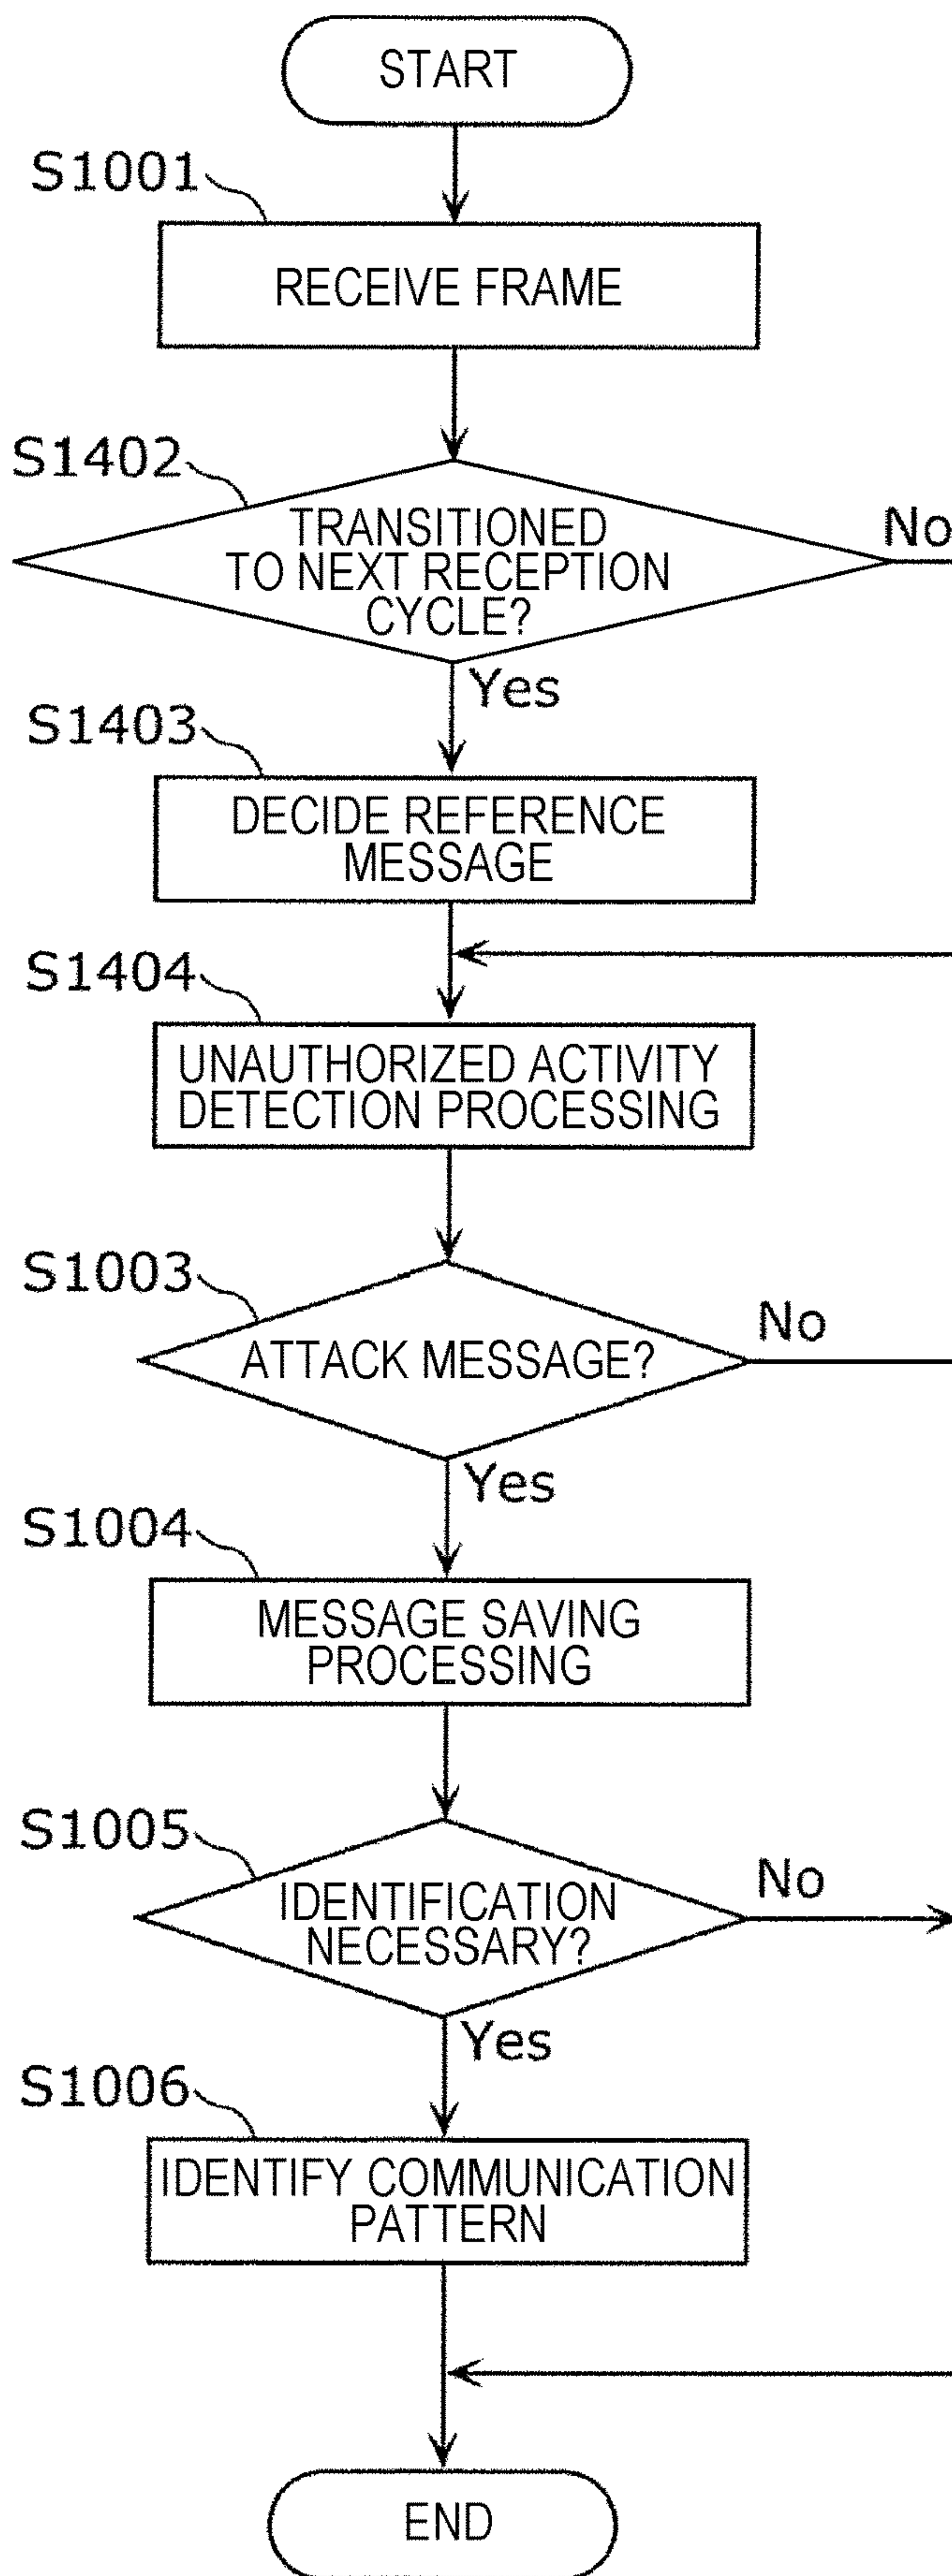 START
S1001
RECEIVE FRAME
S1402
TRANSITIONED
TO NEXT RECEPTION
CYCLE?
No
Yes
S1403
DECIDE REFERENCE
MESSAGE
S1404
UNAUTHORIZED ACTIVITY
DETECTION PROCESSING
S1003
ATTACK MESSAGE?
No
Yes
S1004
MESSAGE SAVING
PROCESSING
S1005
IDENTIFICATION
NECESSARY?
No
Yes
S1006
IDENTIFY COMMUNICATION
PATTERN
END